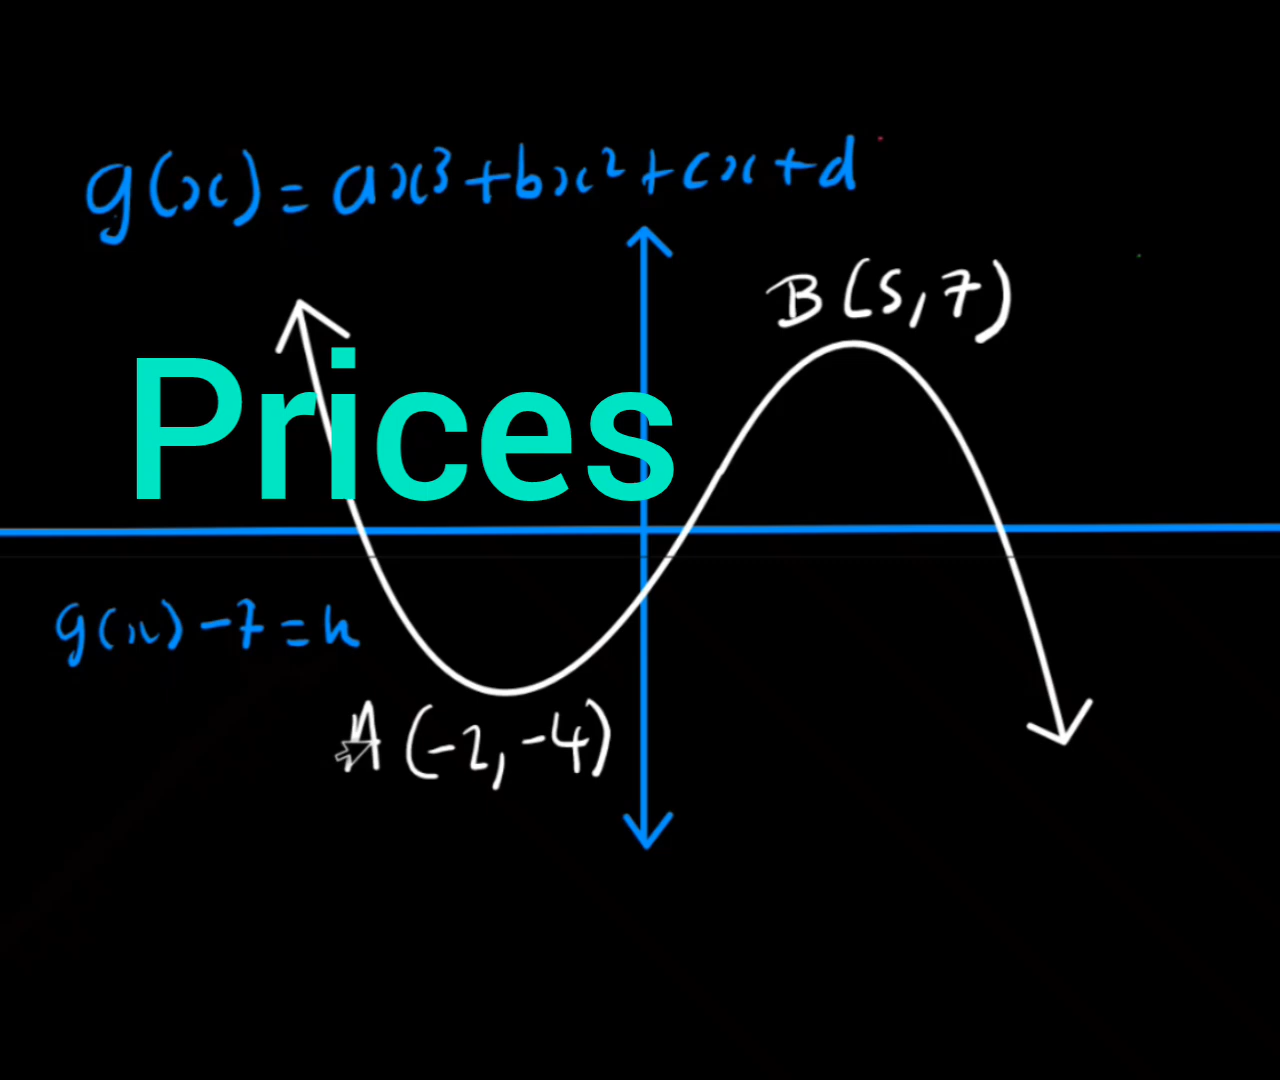 g(x) = ax³ + bx² + cx + d
B (5, 7)
Prices
g(x) - 7 = k
A (-2, -4)